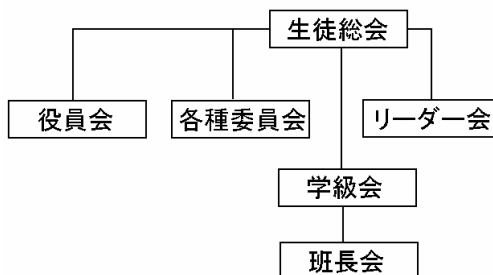 生徒総会
役員会
各種委員会
リーダー会
学級会
班長会